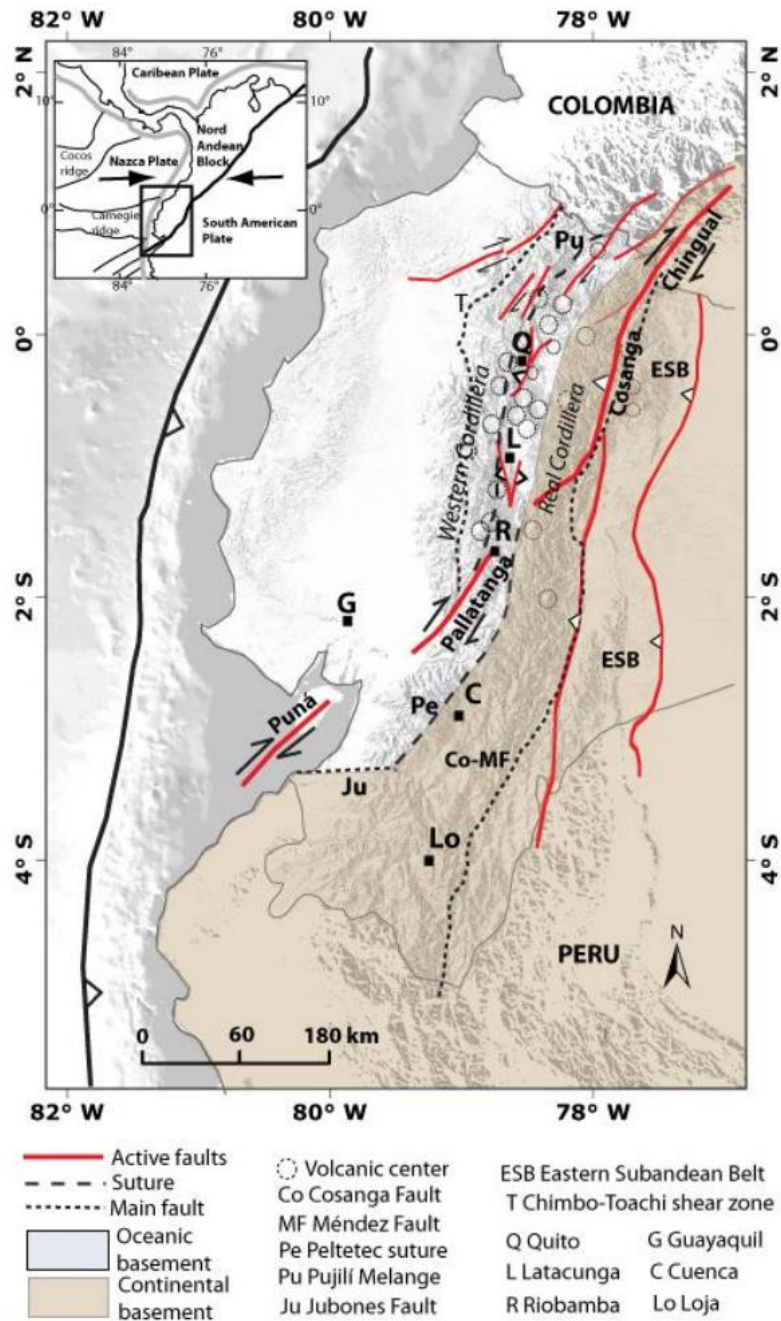 82° W 80° W 78° W
2° N
2° N
84° 76°
Caribean Plate
10°
10°
COLOMBIA
Nord
Andean
Block
Cocos
ridge
Nazca Plate
Carnegie
ridge
0°
0°
South American
Plate
84° 76°
Pu
Chingual
T
0°
0°
Q
Cosanga
ESB
Western Cordillera
Real Cordillera
L
R
Pallatanga
2° S
2° S
G
ESB
Puná
Pe
C
Co-MF
Ju
Lo
4° S
4° S
N
PERU
0 60 180 km
82° W 80° W 78° W
Active faults
Suture
Main fault
Oceanic
basement
Continental
basement
Volcanic center
Co Cosanga Fault
MF Méndez Fault
Pe Peltetec suture
Pu Pujilí Melange
Ju Jubones Fault
ESB Eastern Subandean Belt
T Chimbo-Toachi shear zone
Q Quito G Guayaquil
L Latacunga C Cuenca
R Riobamba Lo Loja